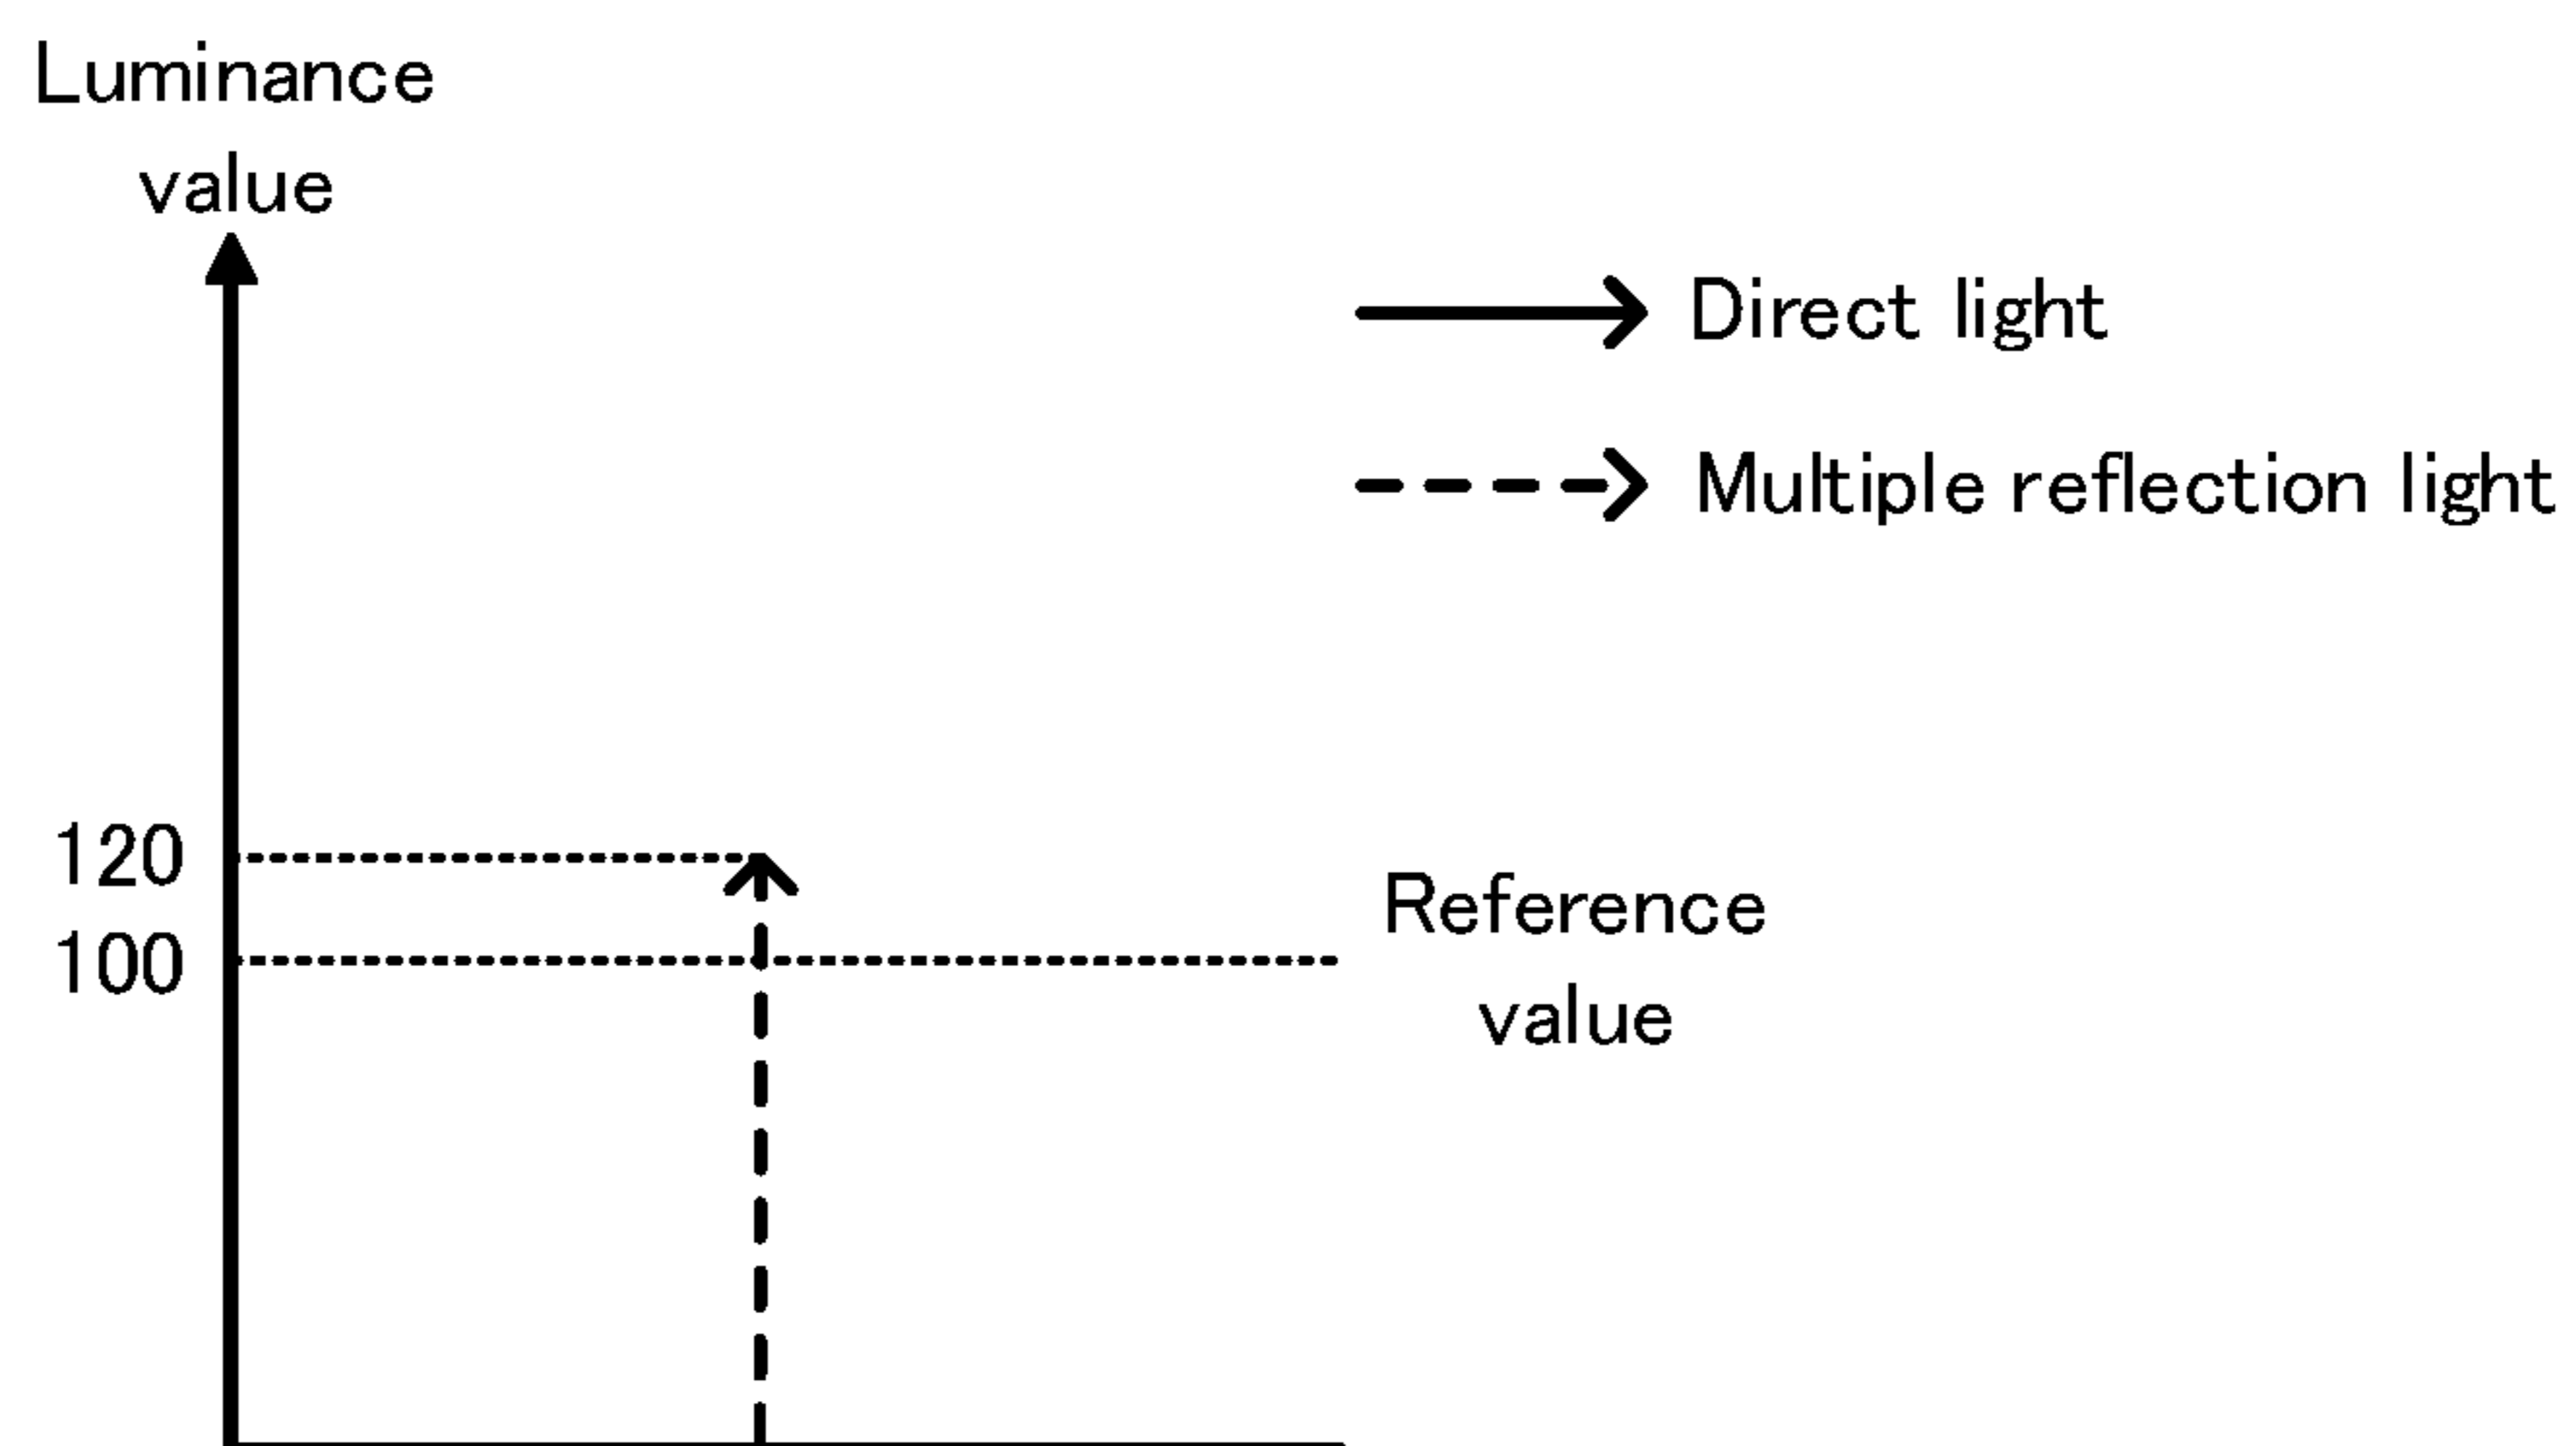 Luminance
value
Direct light
Multiple reflection light
120
100
Reference
value